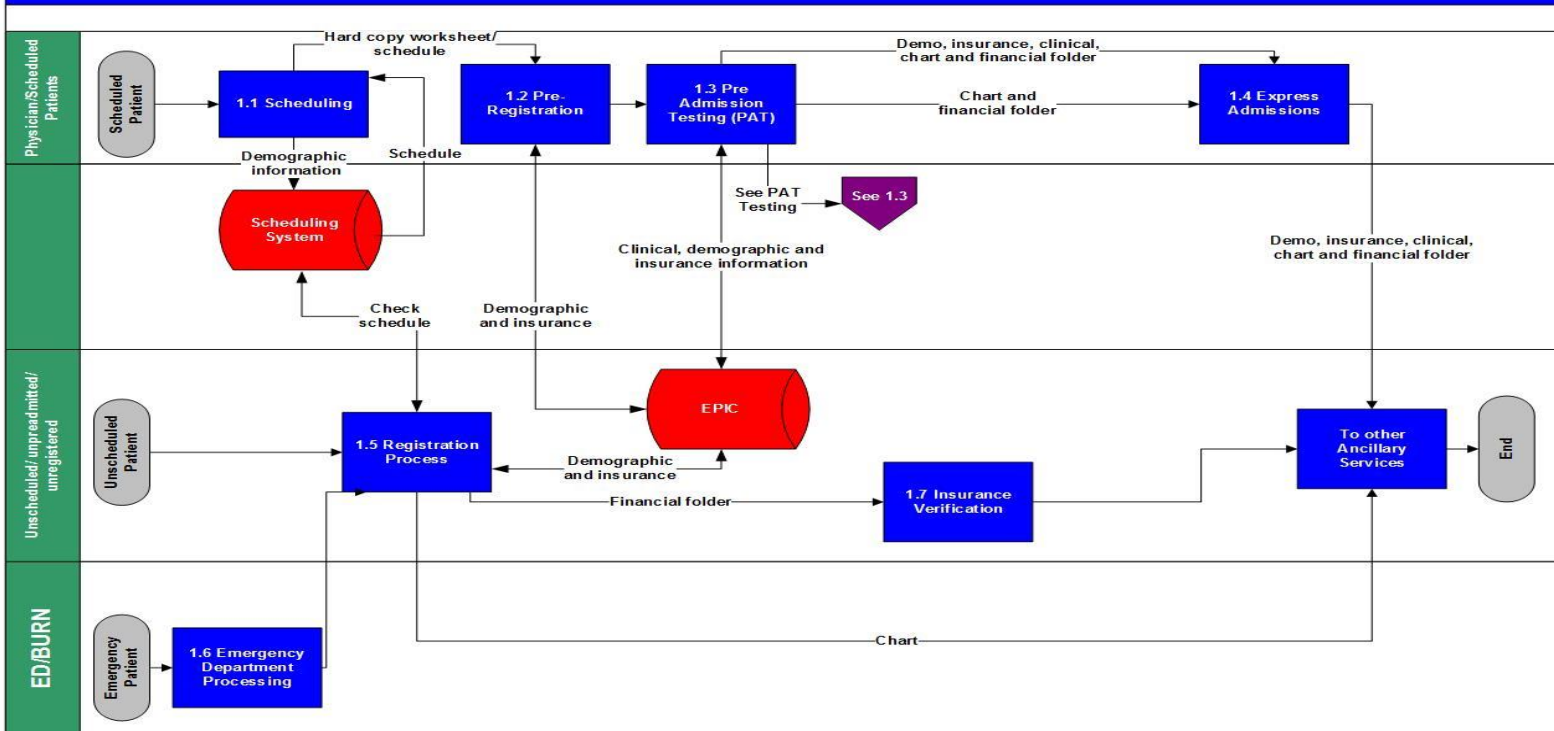 Physician/Scheduled
Patients
Scheduled
Patient
1.1 Scheduling
Hard copy worksheet/
schedule
1.2 Pre-
Registration
1.3 Pre
Admission
Testing (PAT)
Demo, insurance, clinical,
chart and financial folder
Chart and
financial folder
1.4 Express
Admissions
Demographic
information
Schedule
Scheduling
System
See PAT
Testing
See 1.3
Clinical, demographic and
insurance information
Demo, insurance, clinical,
chart and financial folder
Check
schedule
Demographic
and insurance
Unscheduled/ unpreadmitted/
unregistered
Unscheduled
Patient
1.5 Registration
Process
EPIC
Demographic
and insurance
Financial folder
1.7 Insurance
Verification
To other
Ancillary
Services
End
ED/BURN
Emergency
Patient
1.6 Emergency
Department
Processing
Chart